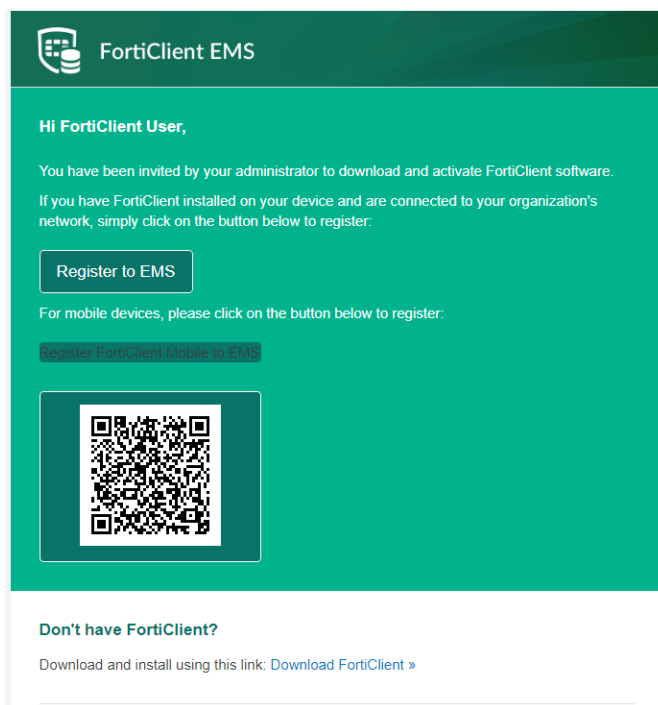 FortiClient EMS
Hi FortiClient User,
You have been invited by your administrator to download and activate FortiClient software.
If you have FortiClient installed on your device and are connected to your organization's
network, simply click on the button below to register:
Register to EMS
For mobile devices, please click on the button below to register:
Register FortiClient Mobile to EMS
Don't have FortiClient?
Download and install using this link: Download FortiClient »